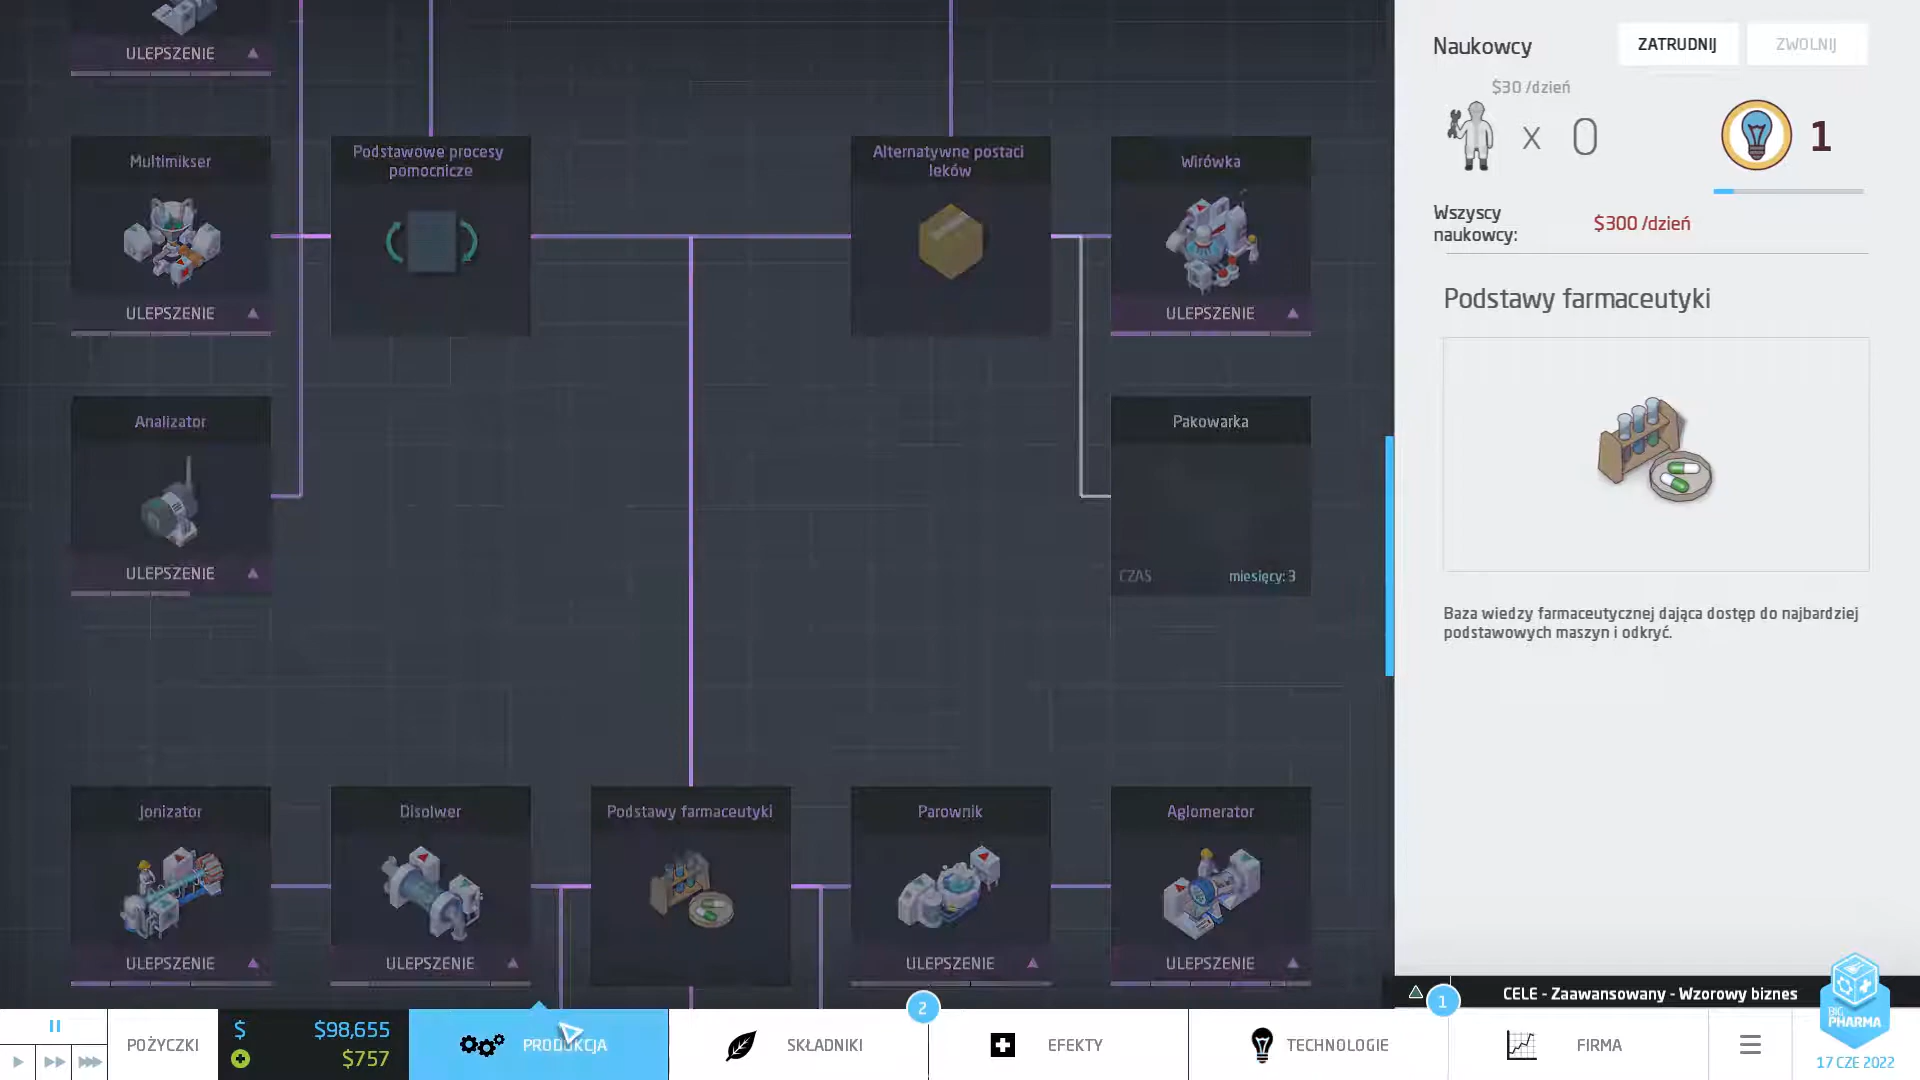 ULEPSZENIE
Multimikser
ULEPSZENIE
Podstawowe procesy
pomocnicze
Alternatywne postaci
leków
Wirówka
ULEPSZENIE
Analizator
ULEPSZENIE
Pakowarka
CZAS miesięcy: 3
Jonizator
ULEPSZENIE
Disolwer
ULEPSZENIE
Podstawy farmaceutyki
Parownik
ULEPSZENIE
Aglomerator
ULEPSZENIE
Naukowcy
ZATRUDNIJ
ZWOLNIJ
$30 /dzień
X 0
1
Wszyscy
naukowcy:
$300 /dzień
Podstawy farmaceutyki
Baza wiedzy farmaceutycznej dająca dostęp do najbardziej
podstawowych maszyn i odkryć.
1
CELE - Zaawansowany - Wzorowy biznes
POŻYCZKI
$ $98,655
$757
PRODUKCJA
2
SKŁADNIKI
EFEKTY
TECHNOLOGIE
FIRMA
BIG
PHARMA
17 CZE 2022